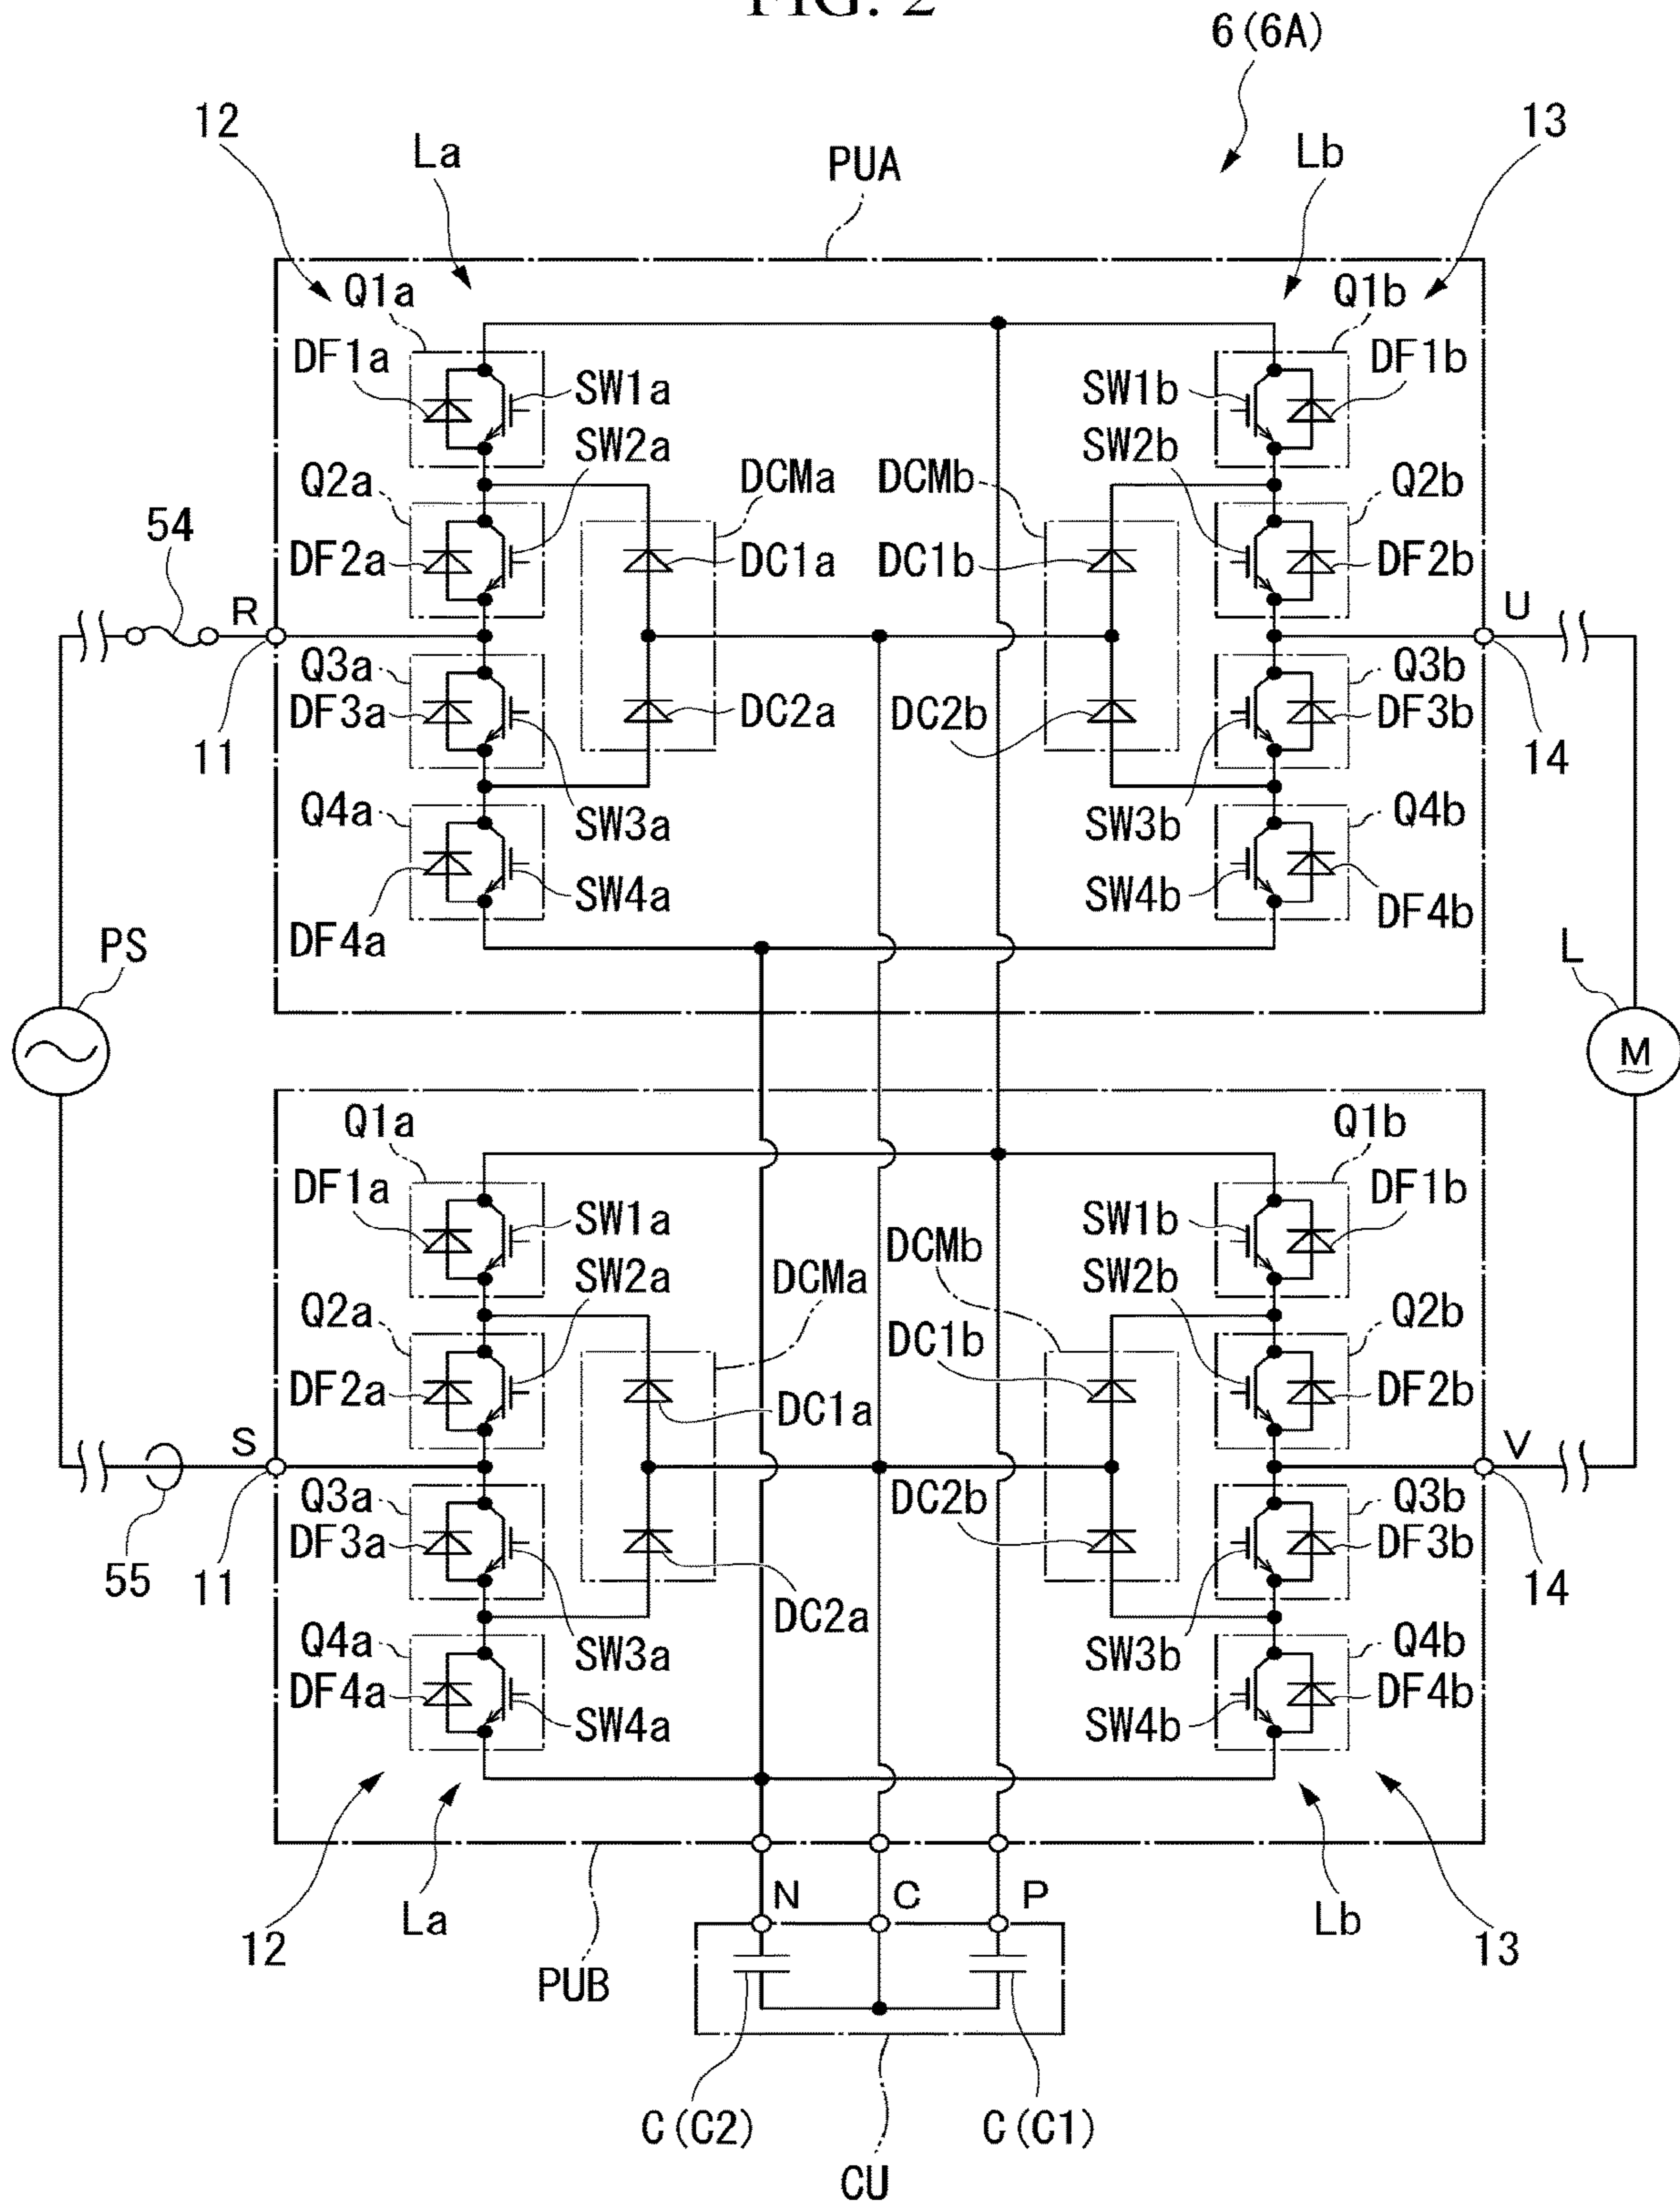 FIG. 2
6(6A)
12
La
PUA
Lb
13
Q1a
Q1b
DF1a
SW1a
SW1b
DF1b
SW2a
SW2b
Q2a
DCMa
DCMb
Q2b
54
DF2a
DC1a
DC1b
DF2b
R
U
Q3a
Q3b
DF3a
DC2a
DC2b
DF3b
11
14
Q4a
SW3a
SW3b
Q4b
SW4a
SW4b
DF4a
DF4b
PS
L
M
Q1a
Q1b
DF1a
SW1a
SW1b
DF1b
DCMb
SW2a
DCMa
SW2b
Q2a
Q2b
DC1b
DF2a
DC1a
DF2b
S
V
Q3a
DC2b
Q3b
DF3a
DF3b
55
11
14
DC2a
Q4a
SW3a
SW3b
Q4b
DF4a
DF4b
SW4a
SW4b
N
C
P
12
La
Lb
13
PUB
C(C2)
C(C1)
CU